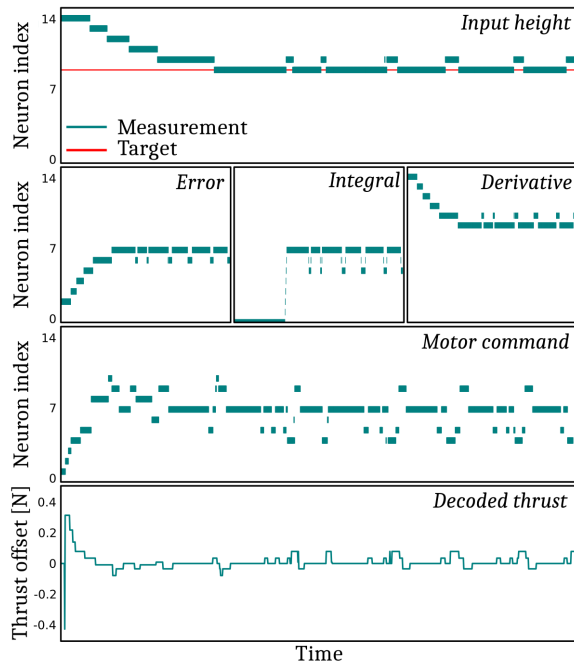 Input height
14
7
0
Neuron index
Measurement
Target
Error
Integral
Derivative
14
7
0
Neuron index
Motor command
14
7
0
Neuron index
Decoded thrust
0.4
0.2
0
-0.2
-0.4
Thrust offset [N]
Time